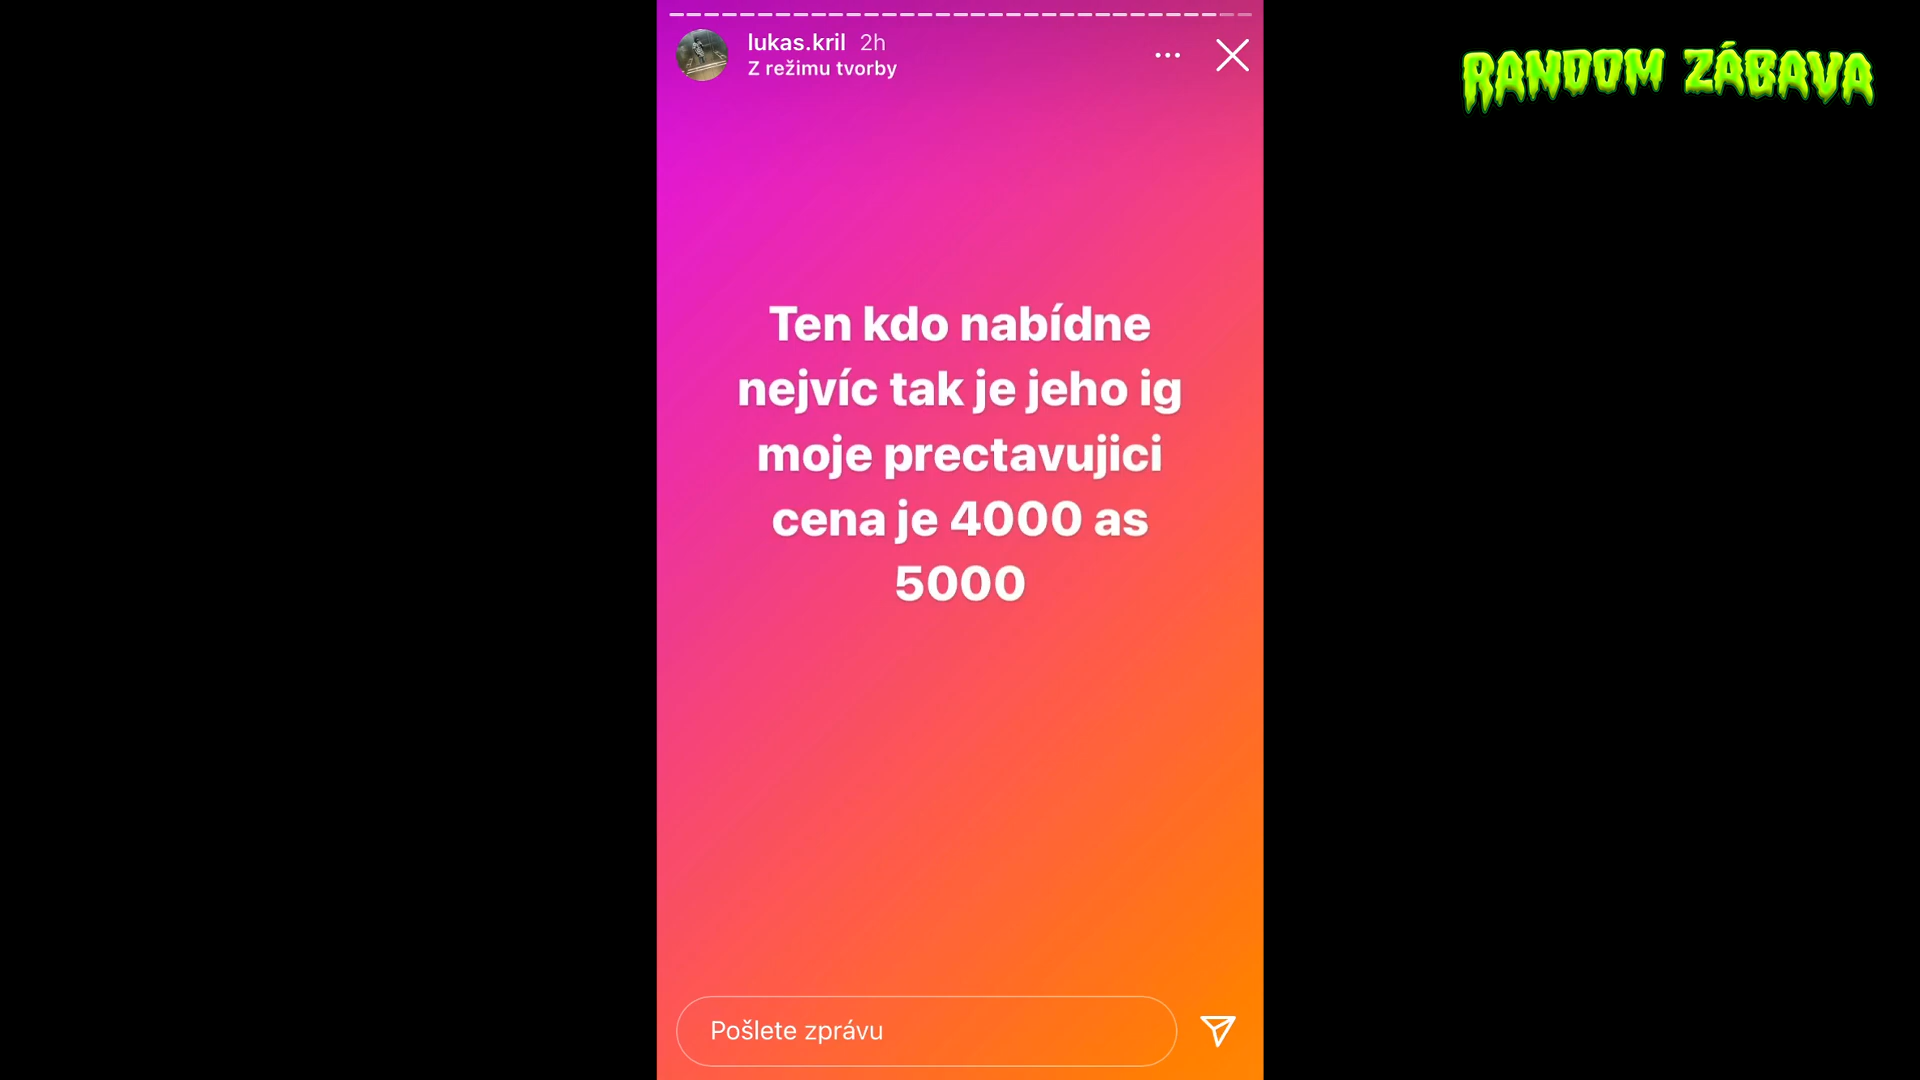 lukas.kril 2h
Z režimu tvorby
RANDOM ZÁBAVA
Ten kdo nabídne
nejvíc tak je jeho ig
moje prectavujici
cena je 4000 as
5000
Pošlete zprávu